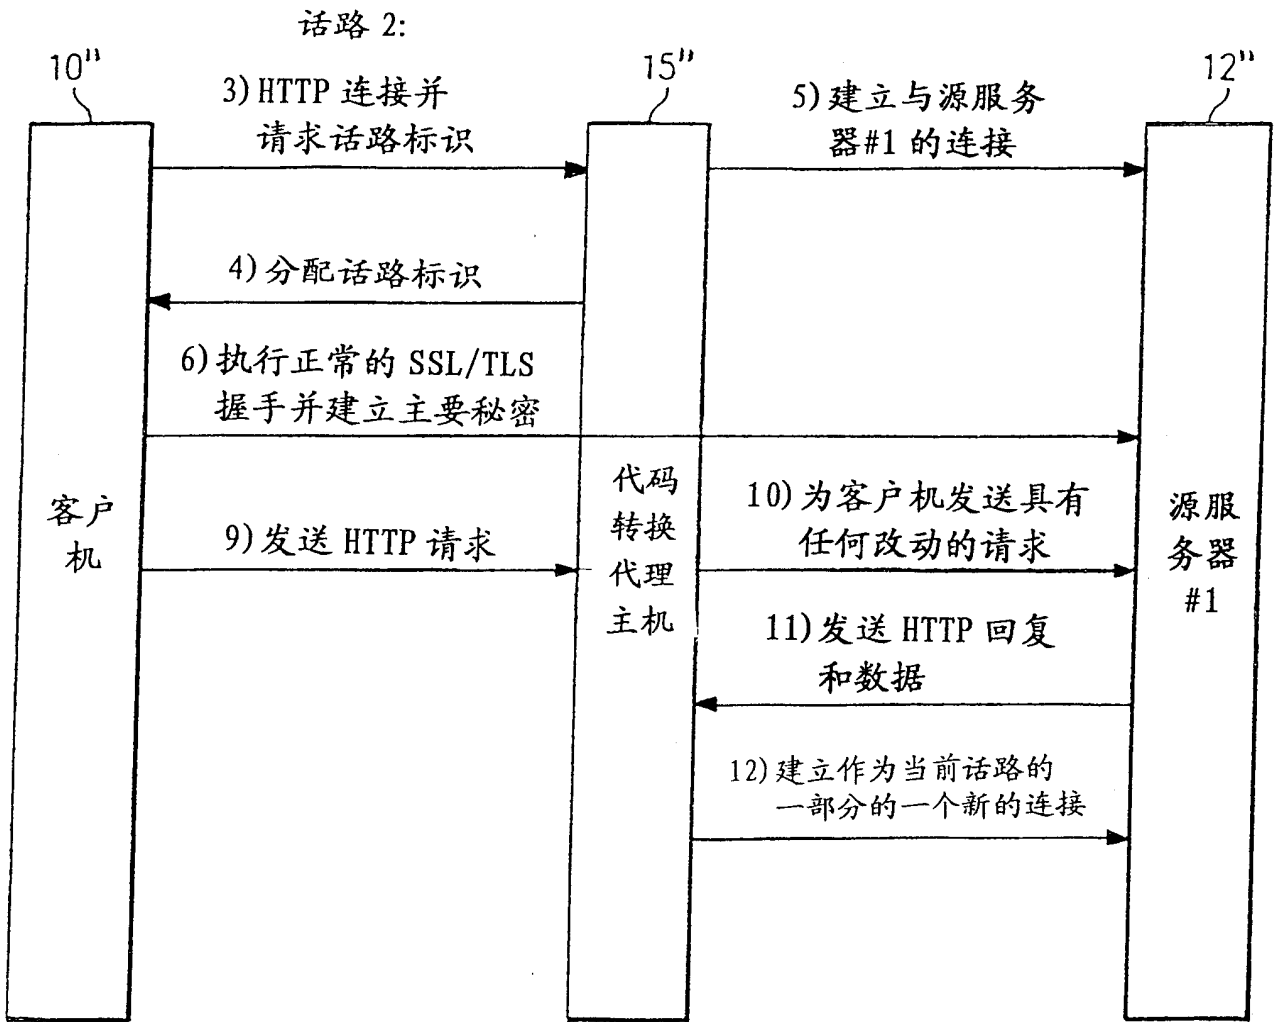 话路 2:
10"
15"
12"
3)HTTP 连接并
请求话路标识
5)建立与源服务
器#1 的连接
4)分配话路标识
6)执行正常的 SSL/TLS
握手并建立主要秘密
客户
机
代码
转换
代理
主机
源服
务器
#1
9)发送 HTTP 请求
10)为客户机发送具有
任何改动的请求
11)发送 HTTP 回复
和数据
12)建立作为当前话路的
一部分的一个新的连接